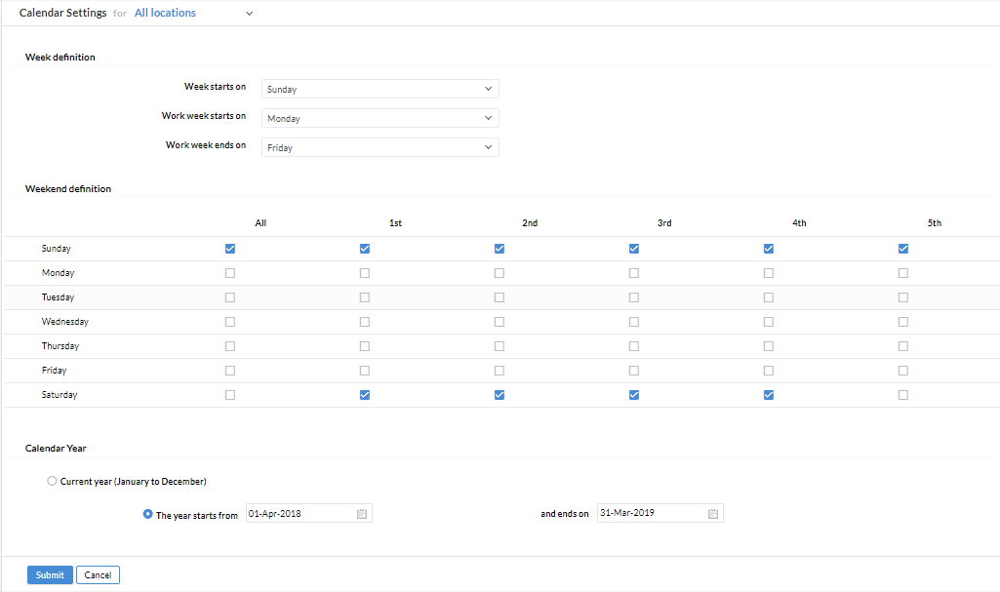 Calendar Settings for All locations
Week definition
Week starts on Sunday
Work week starts on Monday
Work week ends on Friday
Weekend definition
All 1st 2nd 3rd 4th 5th
Sunday
Monday
Tuesday
Wednesday
Thursday
Friday
Saturday
Calendar Year
Current year (January to December)
The year starts from 01-Apr-2018 and ends on 31-Mar-2019
Submit Cancel